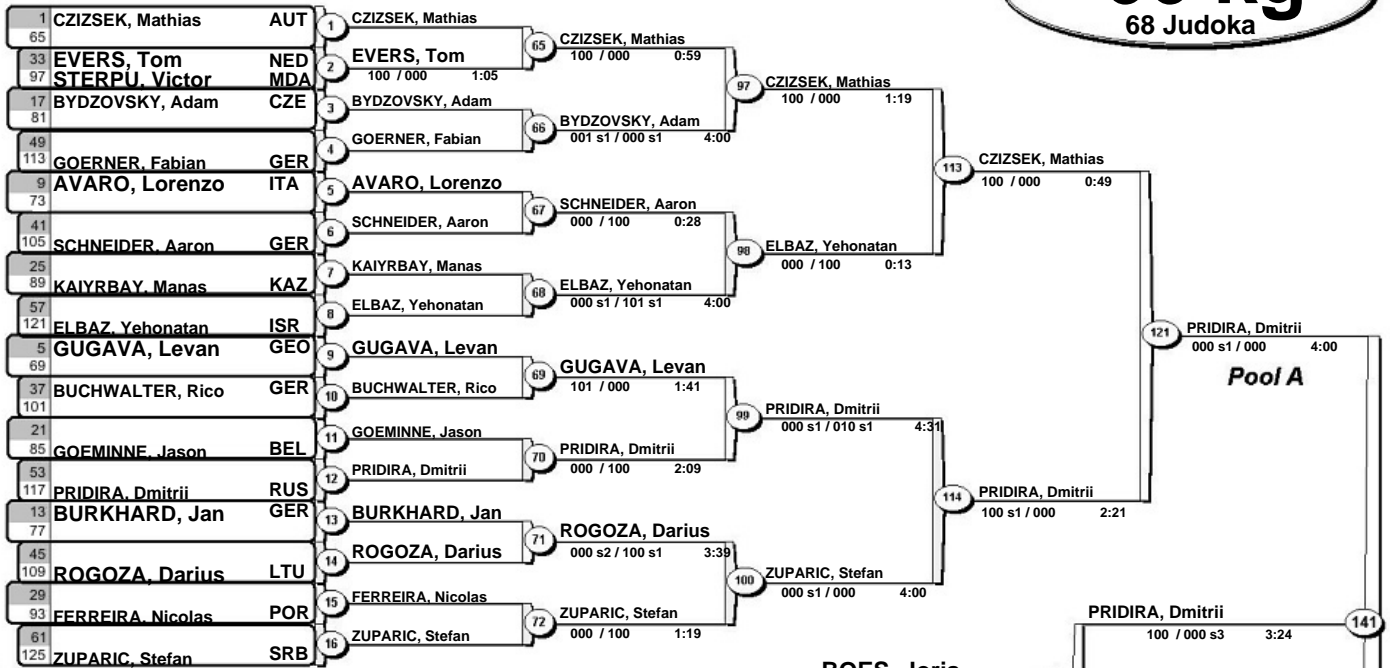 68 Judoka
1 CZIZSEK, Mathias AUT
65
33 EVERS, Tom NED
97 STERPU, Victor MDA
17 BYDZOVSKY, Adam CZE
81
49
113 GOERNER, Fabian GER
9 AVARO, Lorenzo ITA
73
41
105 SCHNEIDER, Aaron GER
25
89 KAIYRBAY, Manas KAZ
57
121 ELBAZ, Yehonatan ISR
5 GUGAVA, Levan GEO
69
37 BUCHWALTER, Rico GER
101
21
85 GOEMINNE, Jason BEL
53
117 PRIDIRA, Dmitrii RUS
13 BURKHARD, Jan GER
77
45
109 ROGOZA, Darius LTU
29
93 FERREIRA, Nicolas POR
61
125 ZUPARIC, Stefan SRB
1 CZIZSEK, Mathias
2 EVERS, Tom
100 / 000 1:05
3 BYDZOVSKY, Adam
4 GOERNER, Fabian
5 AVARO, Lorenzo
6 SCHNEIDER, Aaron
7 KAIYRBAY, Manas
8 ELBAZ, Yehonatan
9 GUGAVA, Levan
10 BUCHWALTER, Rico
11 GOEMINNE, Jason
12 PRIDIRA, Dmitrii
13 BURKHARD, Jan
14 ROGOZA, Darius
15 FERREIRA, Nicolas
16 ZUPARIC, Stefan
65 CZIZSEK, Mathias
100 / 000 0:59
66 BYDZOVSKY, Adam
001 s1 / 000 s1 4:00
67 SCHNEIDER, Aaron
000 / 100 0:28
68 ELBAZ, Yehonatan
000 s1 / 101 s1 4:00
69 GUGAVA, Levan
101 / 000 1:41
70 PRIDIRA, Dmitrii
000 / 100 2:09
71 ROGOZA, Darius
000 s2 / 100 s1 3:39
72 ZUPARIC, Stefan
000 / 100 1:19
97 CZIZSEK, Mathias
100 / 000 1:19
98 ELBAZ, Yehonatan
000 / 100 0:13
99 PRIDIRA, Dmitrii
000 s1 / 010 s1 4:31
100 ZUPARIC, Stefan
000 s1 / 000 4:00
113 CZIZSEK, Mathias
100 / 000 0:49
114 PRIDIRA, Dmitrii
100 s1 / 000 2:21
121 PRIDIRA, Dmitrii
000 s1 / 000 4:00
Pool A
PRIDIRA, Dmitrii 141
100 / 000 s3 3:24